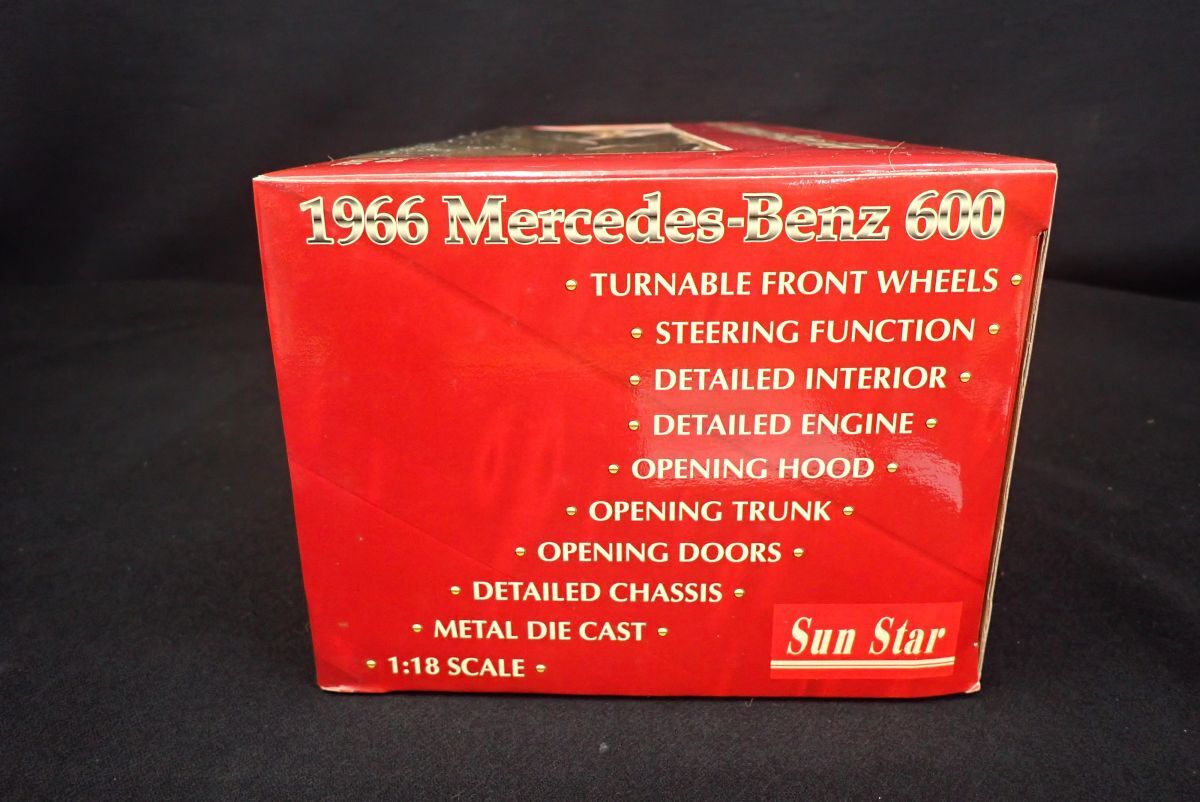 1966 Mercedes-Benz 600
• TURNABLE FRONT WHEELS •
• STEERING FUNCTION •
• DETAILED INTERIOR •
• DETAILED ENGINE •
• OPENING HOOD •
• OPENING TRUNK •
• OPENING DOORS •
• DETAILED CHASSIS •
• METAL DIE CAST •
• 1:18 SCALE •
Sun Star